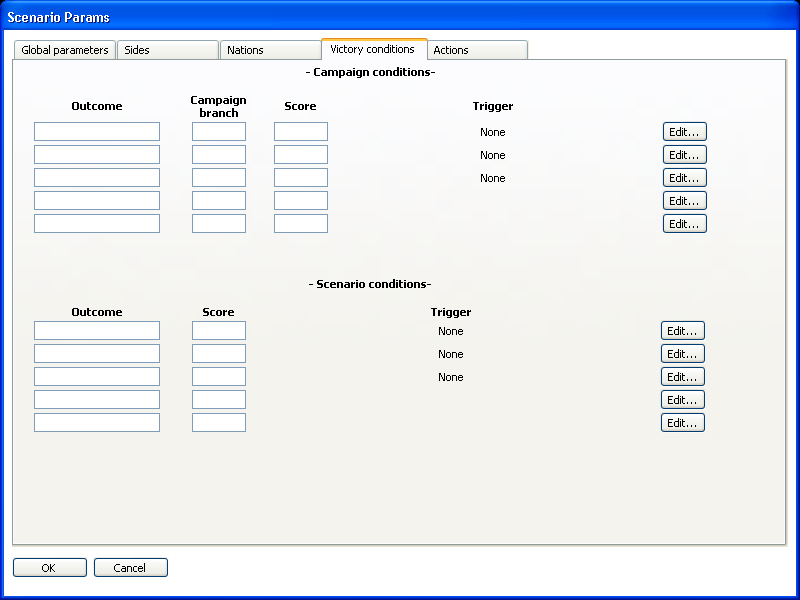 Scenario Params
Global parameters Sides Nations Victory conditions Actions
- Campaign conditions-
Outcome Campaign branch Score Trigger
None Edit...
None Edit...
None Edit...
Edit...
Edit...
- Scenario conditions-
Outcome Score Trigger
None Edit...
None Edit...
None Edit...
Edit...
Edit...
OK Cancel